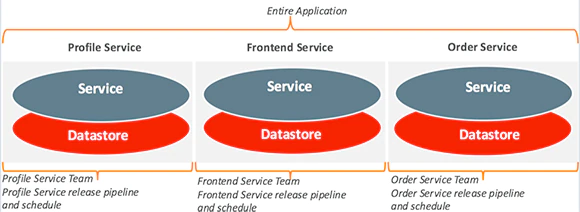 Entire Application
Profile Service
Frontend Service
Order Service
Service
Service
Service
Datastore
Datastore
Datastore
Profile Service Team
Profile Service release pipeline
and schedule
Frontend Service Team
Frontend Service release pipeline
and schedule
Order Service Team
Order Service release pipeline
and schedule